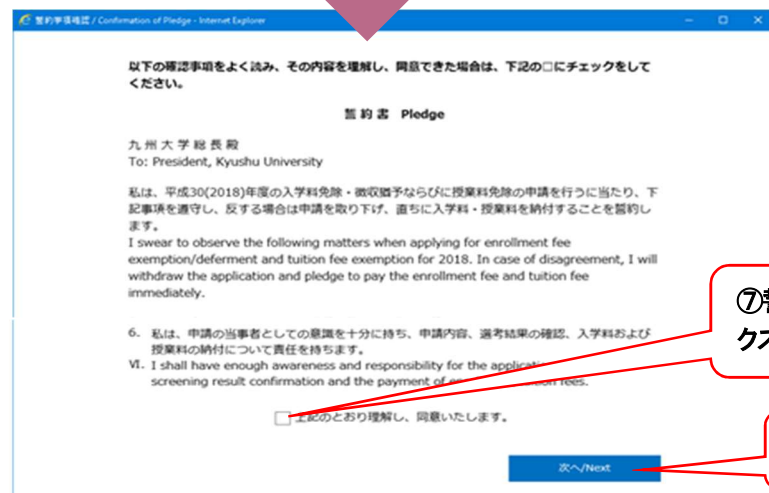 誓約事項確認 / Confirmation of Pledge - Internet Explorer
以下の確認事項をよく読み、その内容を理解し、同意できた場合は、下記の□にチェックをして
ください。
誓 約 書 Pledge
九 州 大 学 総 長 殿
To: President, Kyushu University
私は、平成30(2018)年度の入学料免除・徴収猶予ならびに授業料免除の申請を行うに当たり、下
記事項を遵守し、反する場合は申請を取り下げ、直ちに入学料・授業料を納付することを誓約し
ます。
I swear to observe the following matters when applying for enrollment fee
exemption/deferment and tuition fee exemption for 2018. In case of disagreement, I will
withdraw the application and pledge to pay the enrollment fee and tuition fee
immediately.
6. 私は、申請の当事者としての意識を十分に持ち、申請内容、選考結果の確認、入学料および
授業料の納付について責任を持ちます。
VI. I shall have enough awareness and responsibility for the
screening result confirmation and the payment of fees.
上記のとおり理解し、同意いたします。
次へ/Next
⑦
クス